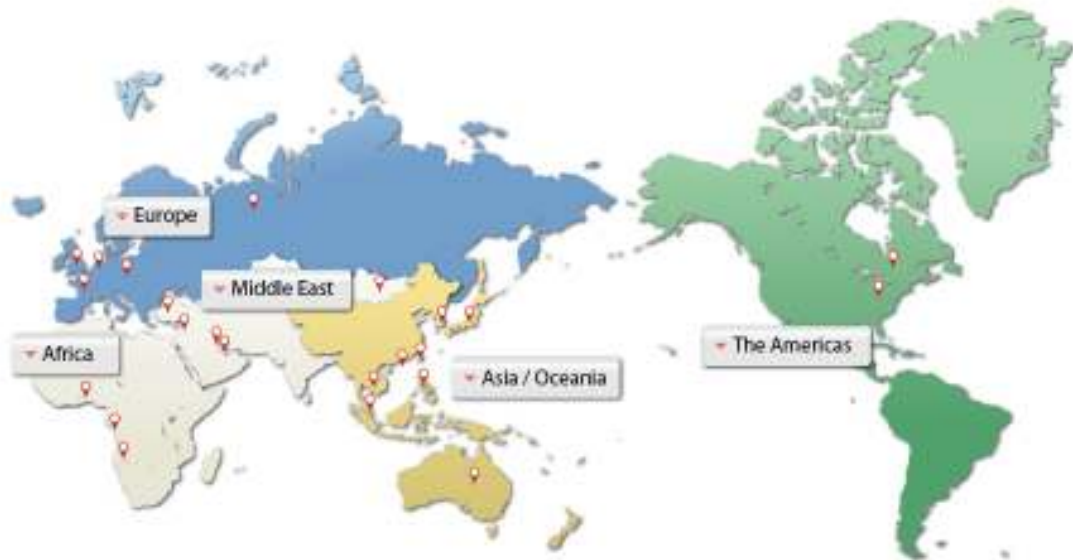 Europe
Middle East
Africa
The Americas
Asia / Oceania